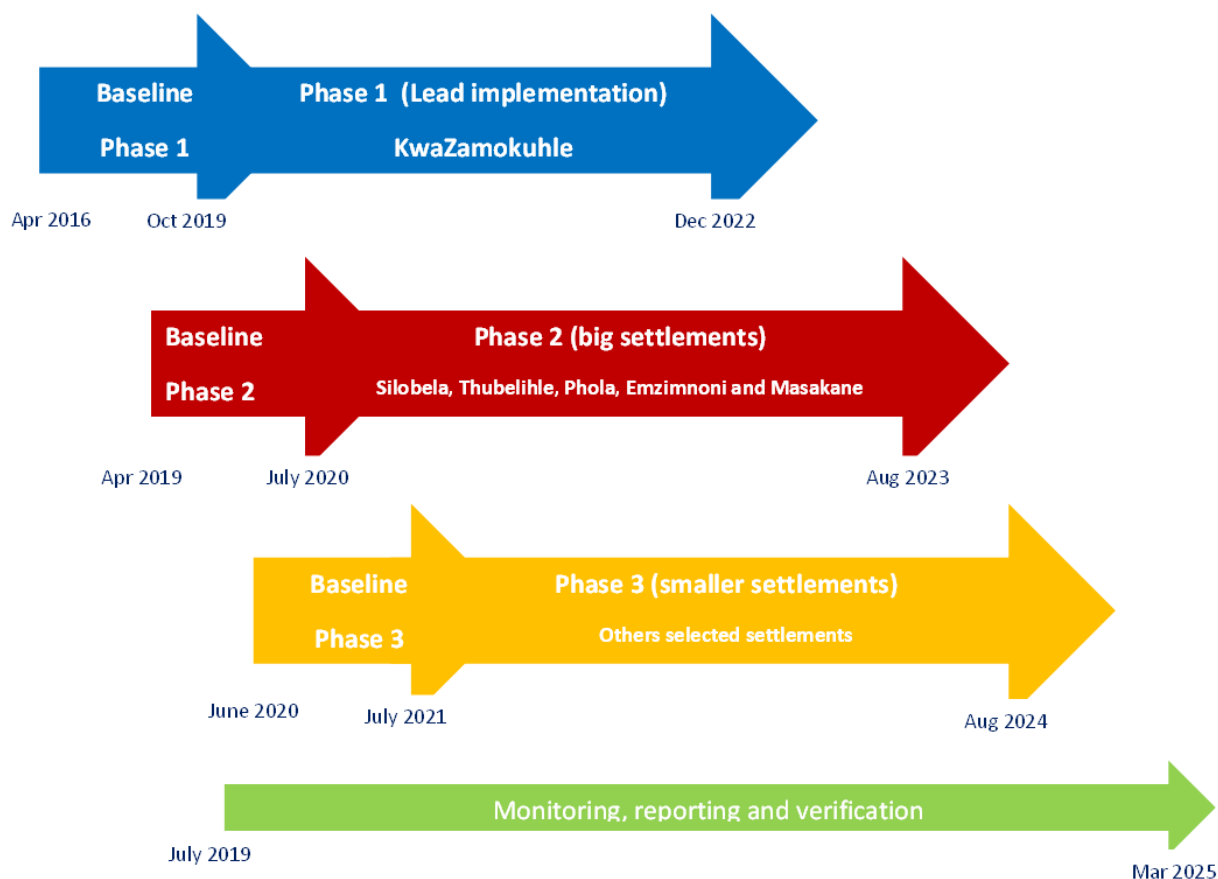 Baseline
Phase 1
Phase 1 (Lead implementation)
KwaZamokuhle
Apr 2016
Oct 2019
Dec 2022
Baseline
Phase 2
Phase 2 (big settlements)
Silobela, Thubelihle, Phola, Emzimnoni and Masakane
Apr 2019
July 2020
Aug 2023
Baseline
Phase 3
Phase 3 (smaller settlements)
Others selected settlements
June 2020
July 2021
Aug 2024
Monitoring, reporting and verification
July 2019
Mar 2025